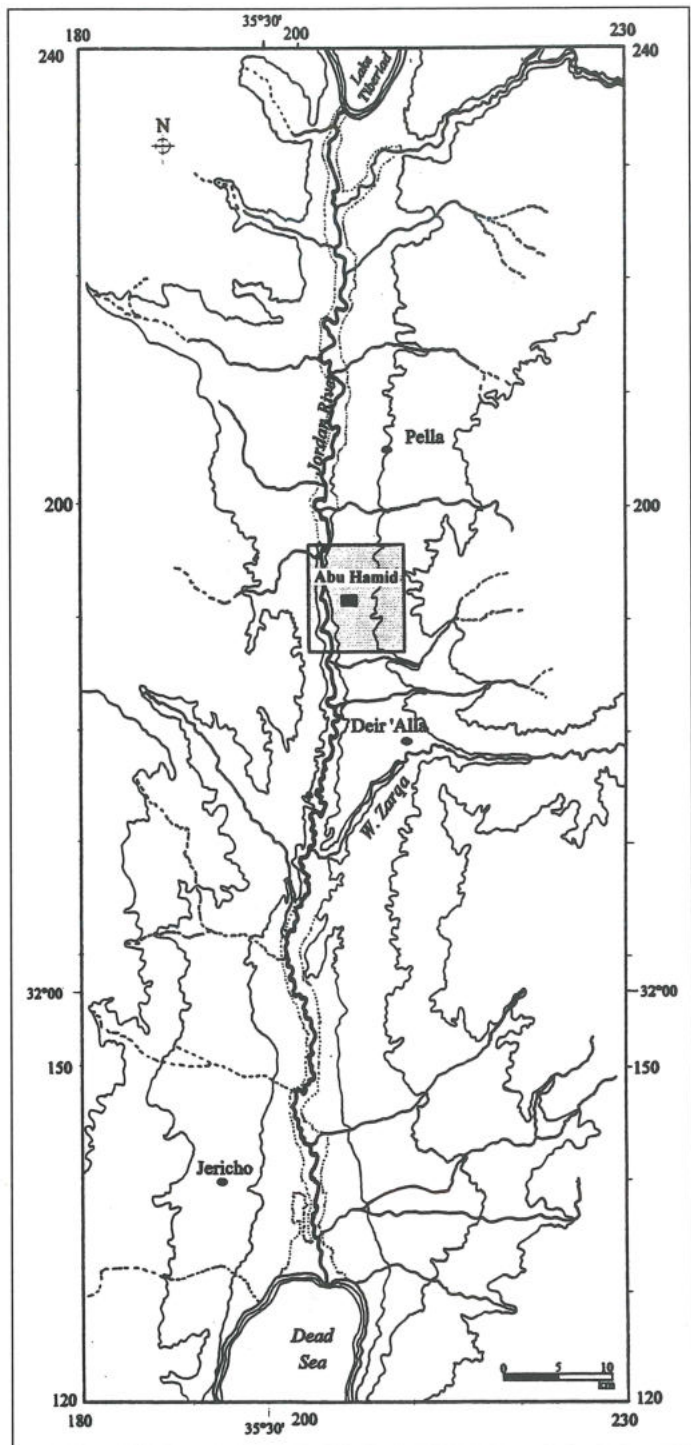 35°30'
180 200 230
240 240
Lake
Tiberiad
N
Jordan River
Pella
200 200
Abu Hamid
Deir 'Alla
W. Zarqa
32°00 32°00
150 150
Jericho
Dead
Sea
0 5 10
km
120 120
180 200 230
35°30'